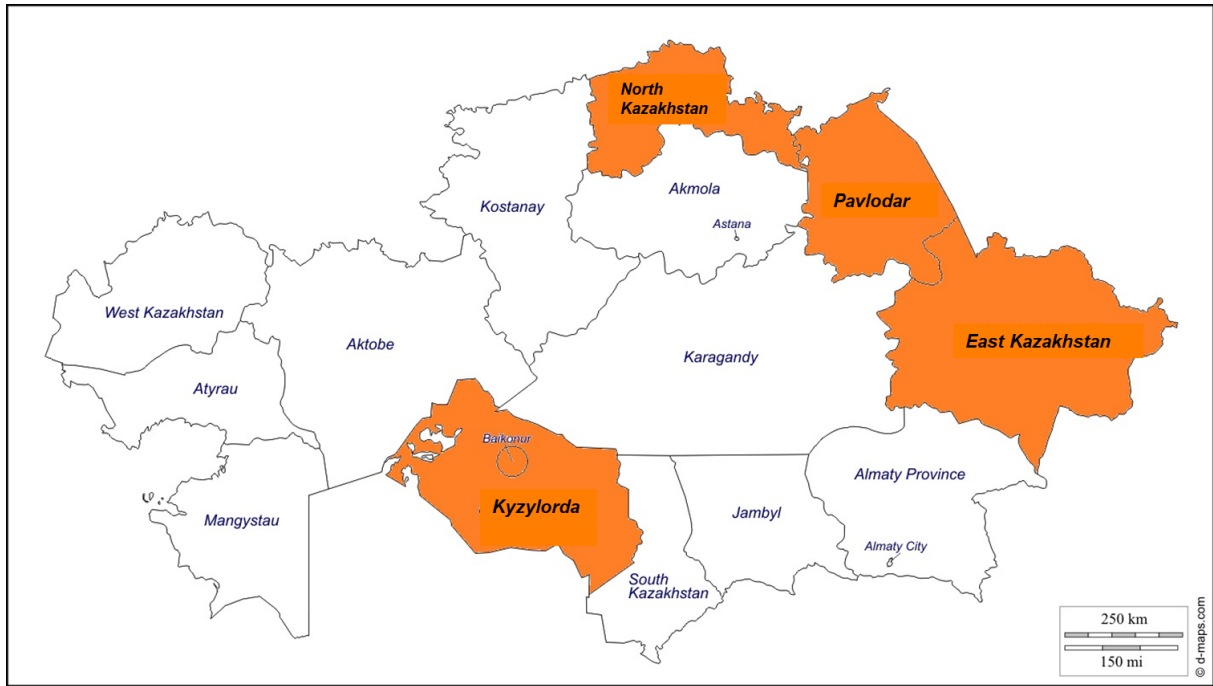 North
Kazakhstan
Akmola
Pavlodar
Kostanay
Astana
West Kazakhstan
Aktobe
East Kazakhstan
Karagandy
Atyrau
Baikonur
Almaty Province
Kyzylorda
Jambyl
Mangystau
Almaty City
South
Kazakhstan
250 km
150 mi
© d-maps.com